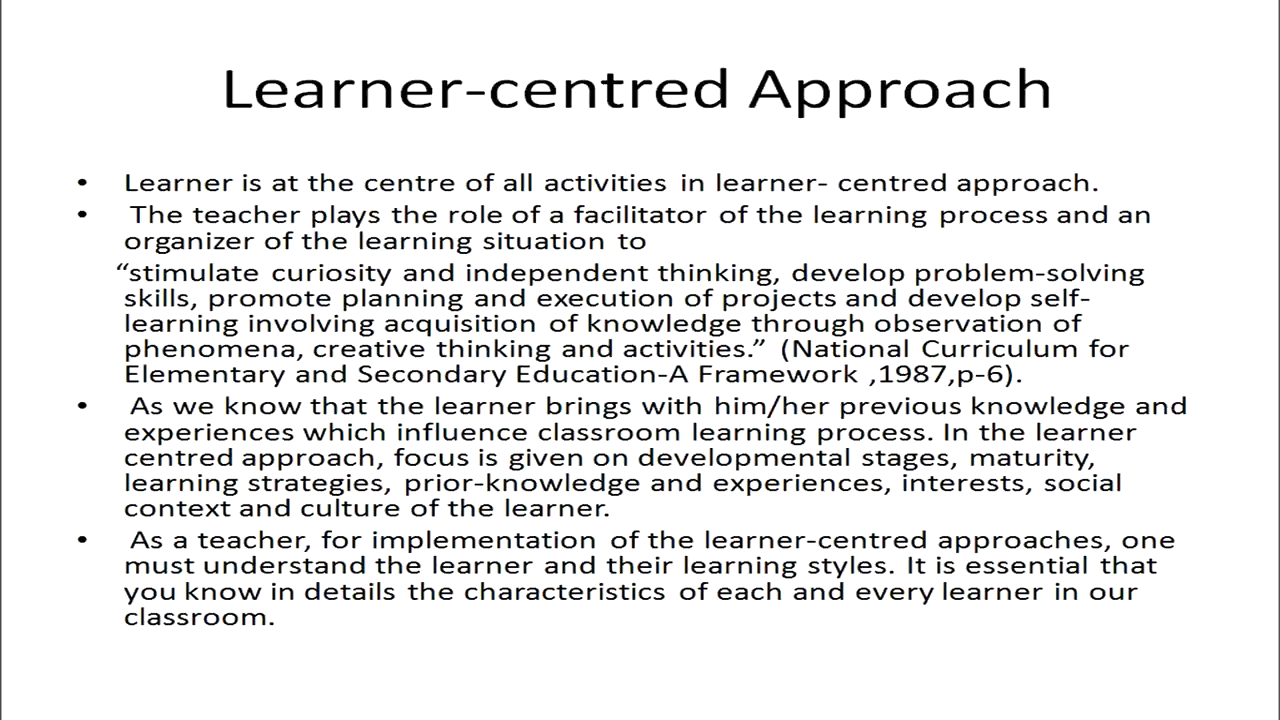 Learner-centred Approach
• Learner is at the centre of all activities in learner- centred approach.
• The teacher plays the role of a facilitator of the learning process and an
organizer of the learning situation to
“stimulate curiosity and independent thinking, develop problem-solving
skills, promote planning and execution of projects and develop self-
learning involving acquisition of knowledge through observation of
phenomena, creative thinking and activities.” (National Curriculum for
Elementary and Secondary Education-A Framework ,1987,p-6).
• As we know that the learner brings with him/her previous knowledge and
experiences which influence classroom learning process. In the learner
centred approach, focus is given on developmental stages, maturity,
learning strategies, prior-knowledge and experiences, interests, social
context and culture of the learner.
• As a teacher, for implementation of the learner-centred approaches, one
must understand the learner and their learning styles. It is essential that
you know in details the characteristics of each and every learner in our
classroom.